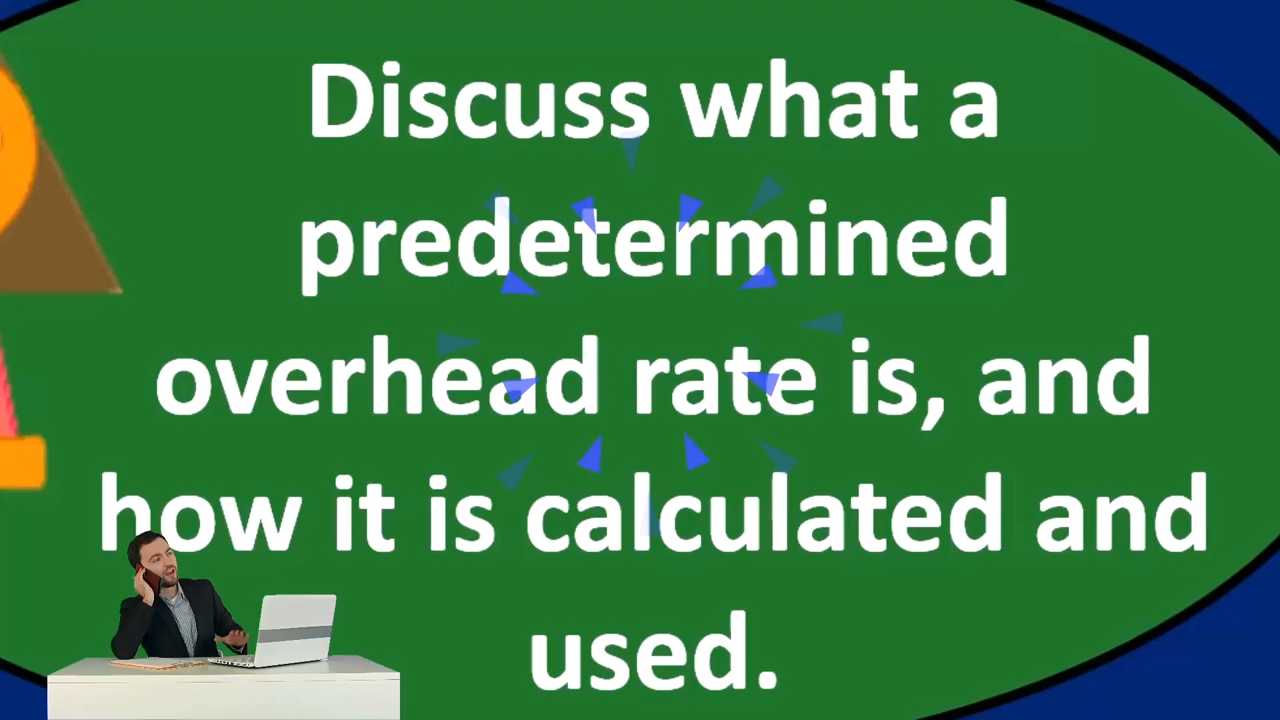 Discuss what a
predetermined
overhead rate is, and
how it is calculated and
used.